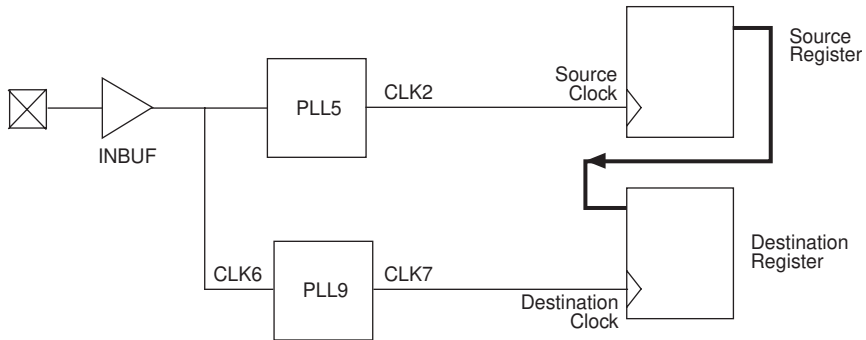 Source
Register
Source
Clock
CLK2
PLL5
INBUF
Destination
Register
CLK6
PLL9
CLK7
Destination
Clock